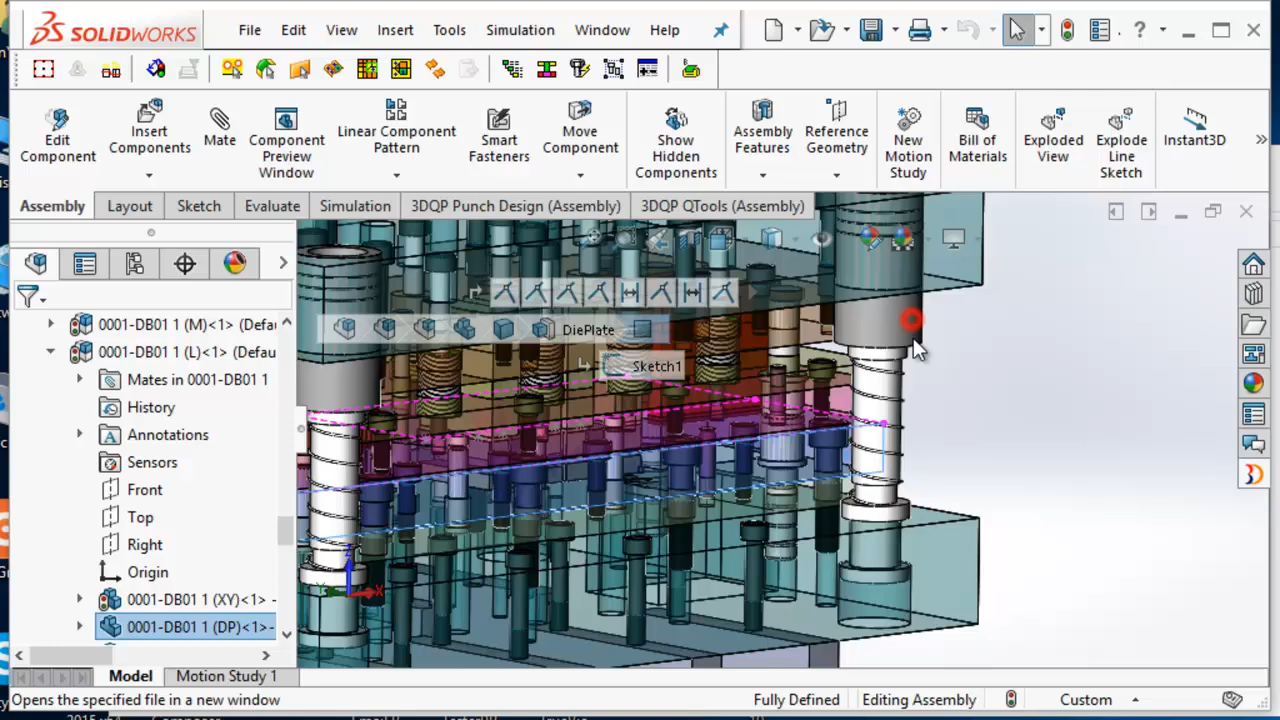 SOLIDWORKS
File Edit View Insert Tools Simulation Window Help
Edit Component
Insert Components
Mate
Component Preview Window
Linear Component Pattern
Smart Fasteners
Move Component
Show Hidden Components
Assembly Features
Reference Geometry
New Motion Study
Bill of Materials
Exploded View
Explode Line Sketch
Instant3D
Assembly Layout Sketch Evaluate Simulation 3DQP Punch Design (Assembly) 3DQP QTools (Assembly)
0001-DB01 1 (M)<1> (Defau
0001-DB01 1 (L)<1> (Defau
Mates in 0001-DB01 1
History
Annotations
Sensors
Front
Top
Right
Origin
0001-DB01 1 (XY)<1> -
0001-DB01 1 (DP)<1>-
DiePlate
Sketch1
Z
X
Model Motion Study 1
Opens the specified file in a new window Fully Defined Editing Assembly Custom